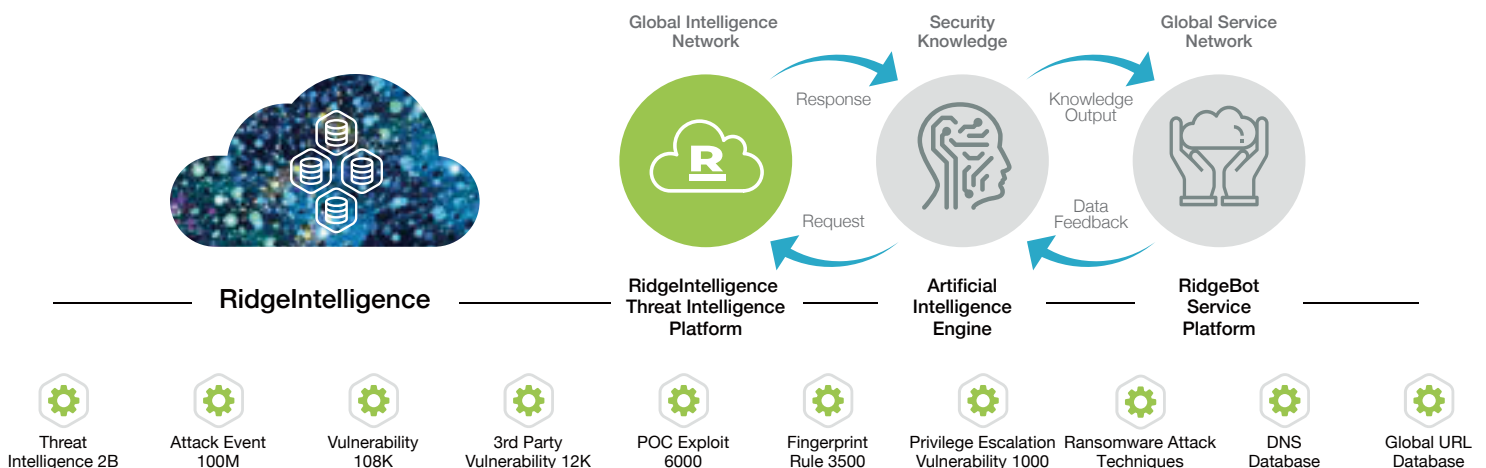 Global Intelligence
Network
Security
Knowledge
Global Service
Network
Response
Knowledge
Output
R
Request
Data
Feedback
RidgeIntelligence
RidgeIntelligence
Threat Intelligence
Platform
Artificial
Intelligence
Engine
RidgeBot
Service
Platform
Threat
Intelligence 2B
Attack Event
100M
Vulnerability
108K
3rd Party
Vulnerability 12K
POC Exploit
6000
Fingerprint
Rule 3500
Privilege Escalation
Vulnerability 1000
Ransomware Attack
Techniques
DNS
Database
Global URL
Database